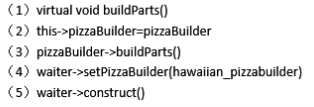 （1）virtual void buildParts()
（2）this->pizzaBuilder=pizzaBuilder
（3）pizzaBuilder->buildParts()
（4）waiter->setPizzaBuilder(hawaiian_pizzabuilder)
（5）waiter->construct()